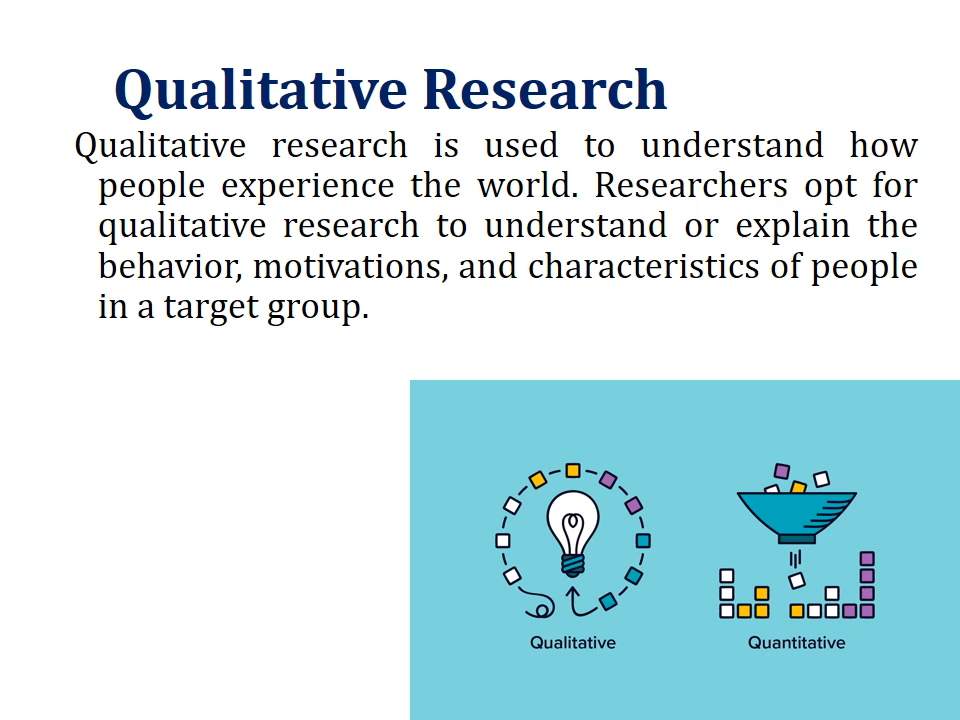 Qualitative Research
Qualitative research is used to understand how
people experience the world. Researchers opt for
qualitative research to understand or explain the
behavior, motivations, and characteristics of people
in a target group.
Qualitative
Quantitative